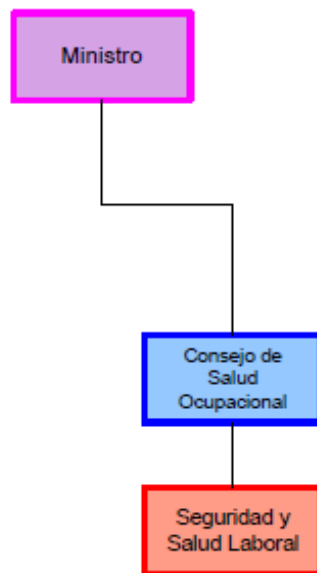 Ministro
Consejo de
Salud
Ocupacional
Seguridad y
Salud Laboral